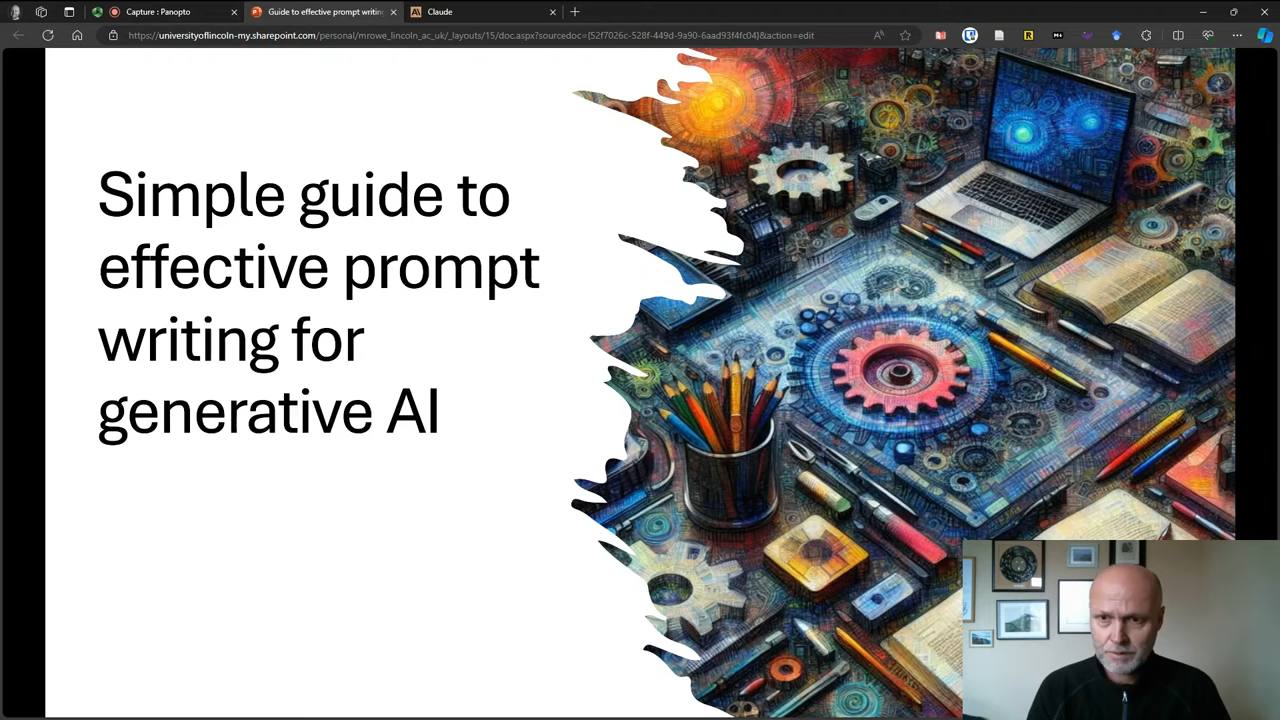 Capture : Panopto
Guide to effective prompt writing
Claude
https://universityoflincoln-my.sharepoint.com/personal/mrowe_lincoln_ac_uk/_layouts/15/doc.aspx?sourcedoc={52f7026c-528f-449d-9a90-6aad93f4fc04}&action=edit
Simple guide to
effective prompt
writing for
generative AI